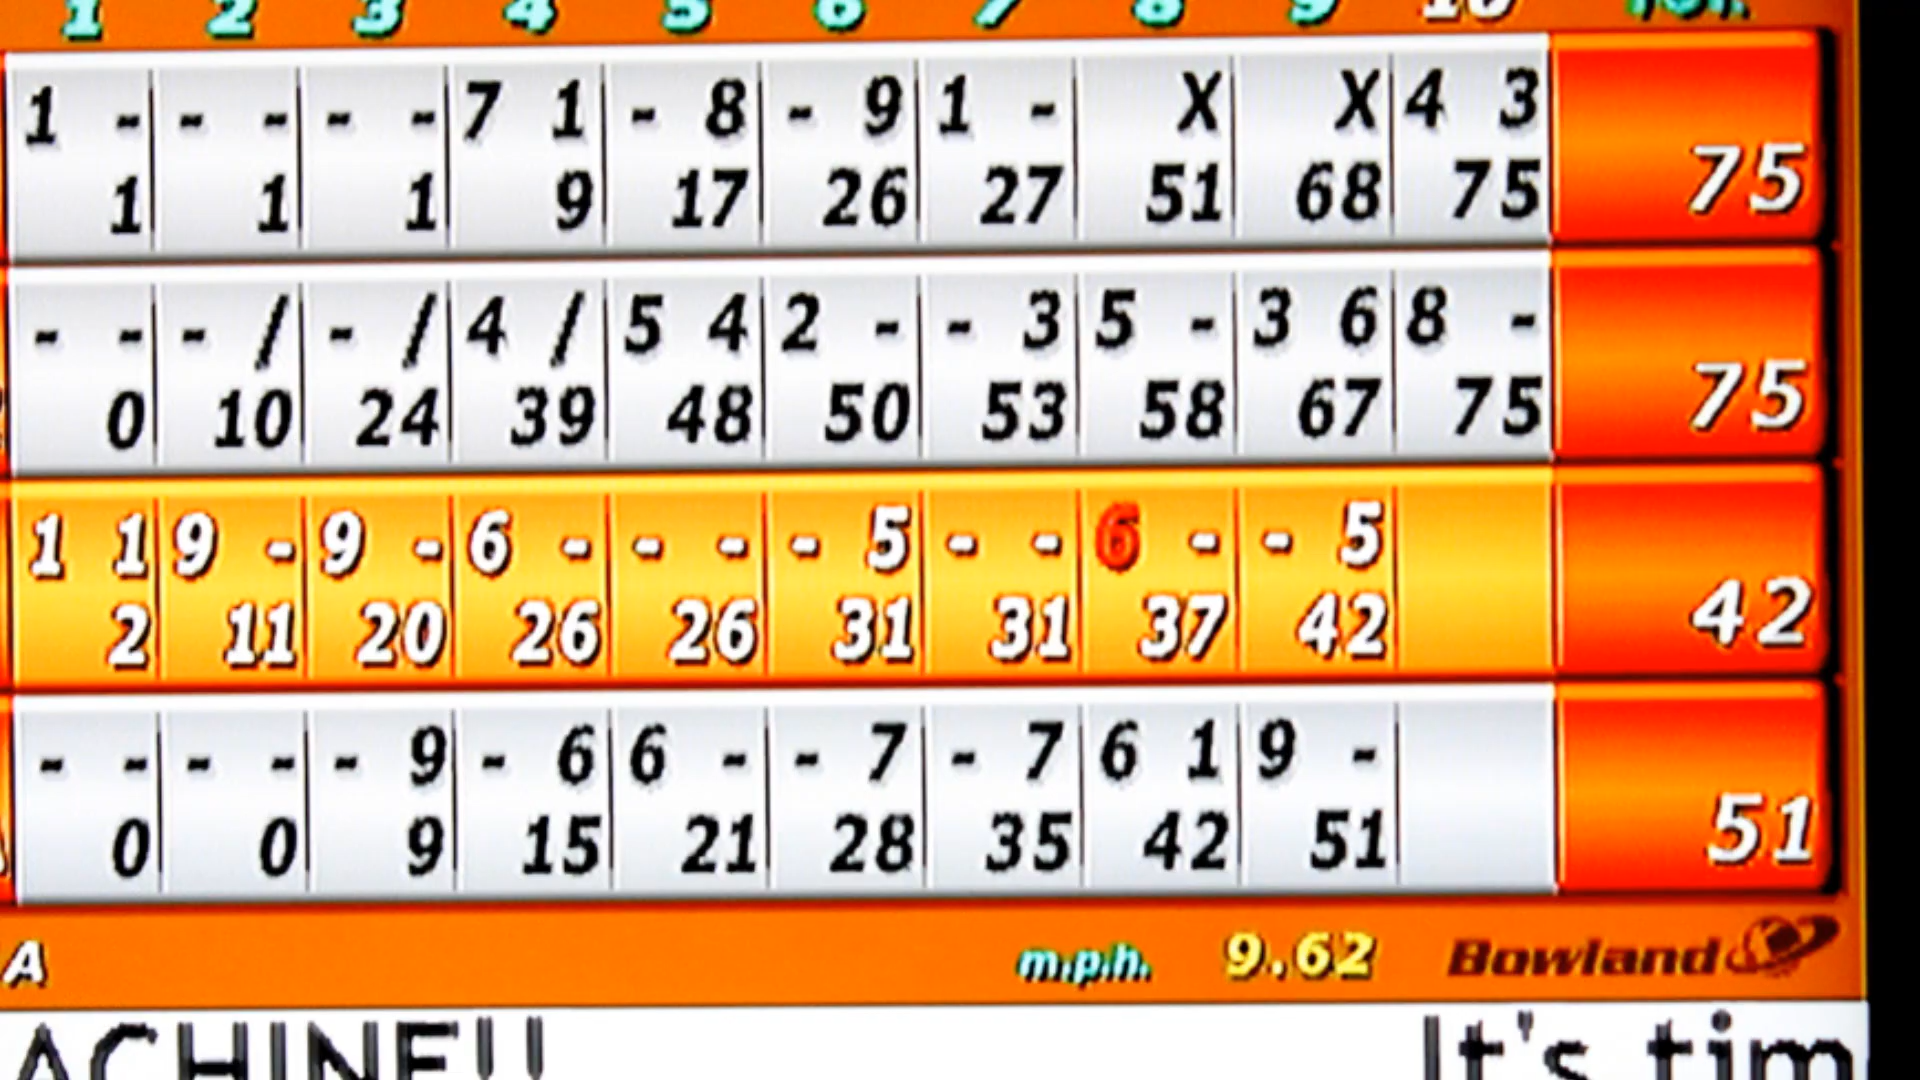 1 2 3 4 5 6 7 8 9 10 Tot.
1 - - - - - 7 1 - 8 - 9 1 - X X 4 3
1 1 1 9 17 26 27 51 68 75 75
- - - / - / 4 / 5 4 2 - - 3 5 - 3 6 8 -
0 10 24 39 48 50 53 58 67 75 75
1 1 9 - 9 - 6 - - - - 5 - - 6 - - 5
2 11 20 26 26 31 31 37 42 42
- - - - - 9 - 6 6 - - 7 - 7 6 1 9 -
0 0 9 15 21 28 35 42 51 51
A m.p.h. 9.62 Bowland
ACHINE!! It's tim